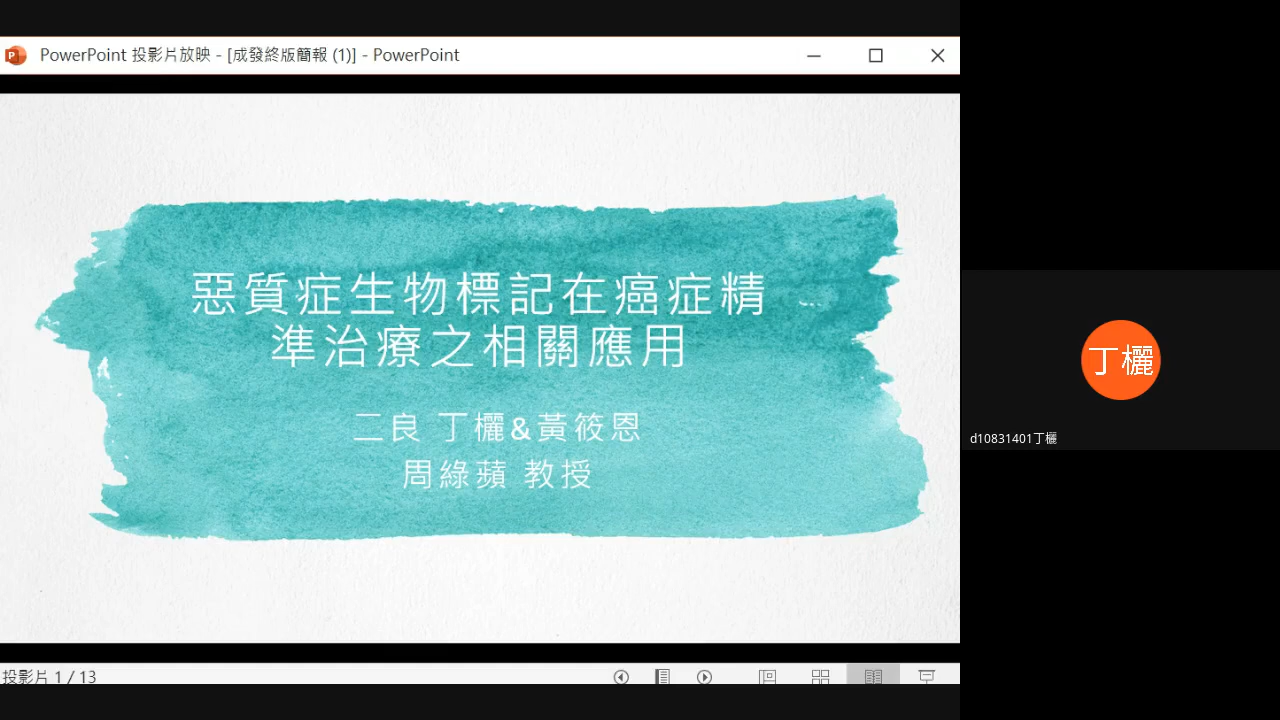 PowerPoint 投影片放映 - [成發終版簡報 (1)] - PowerPoint
惡質症生物標記在癌症精
準治療之相關應用
二良 丁欐&黃筱恩
周綠蘋 教授
丁欐
d10831401丁欐
投影片 1 / 13